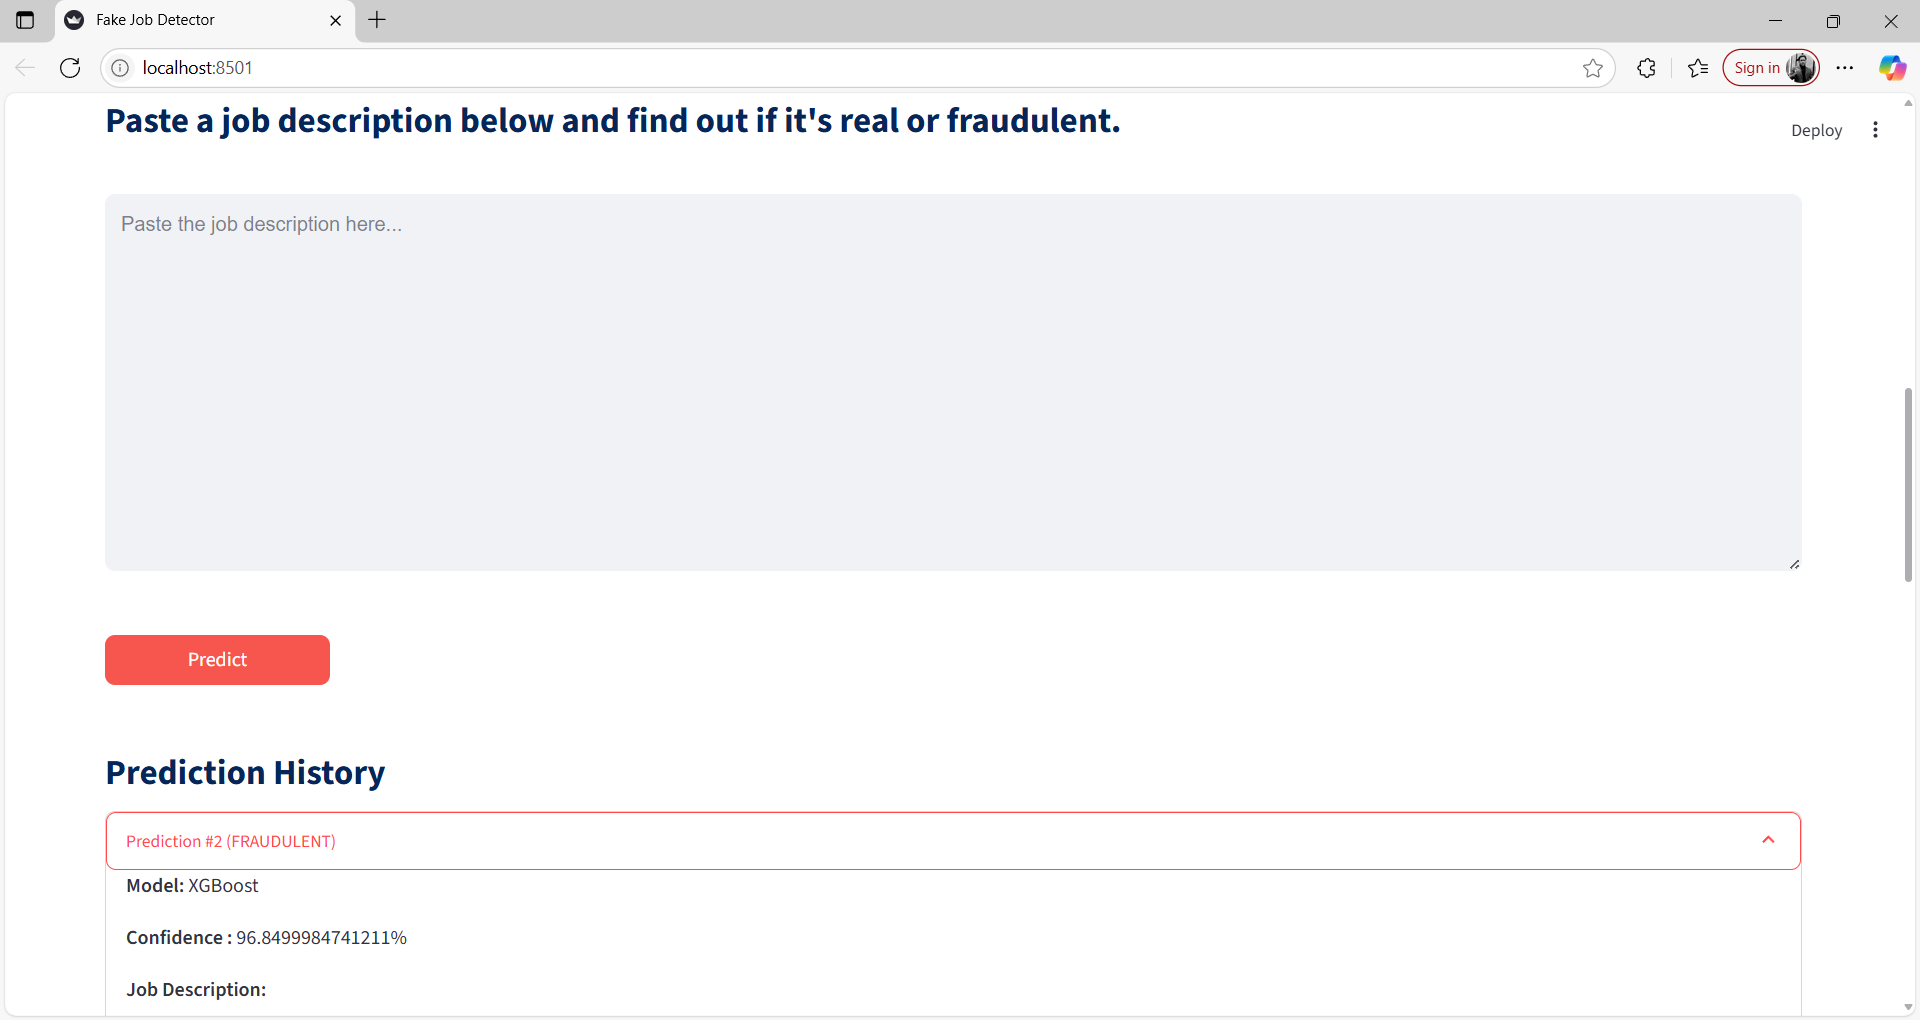 Fake Job Detector
localhost:8501
Sign in
Paste a job description below and find out if it's real or fraudulent.
Deploy
Paste the job description here...
Predict
Prediction History
Prediction #2 (FRAUDULENT)
Model: XGBoost
Confidence : 96.8499984741211%
Job Description: